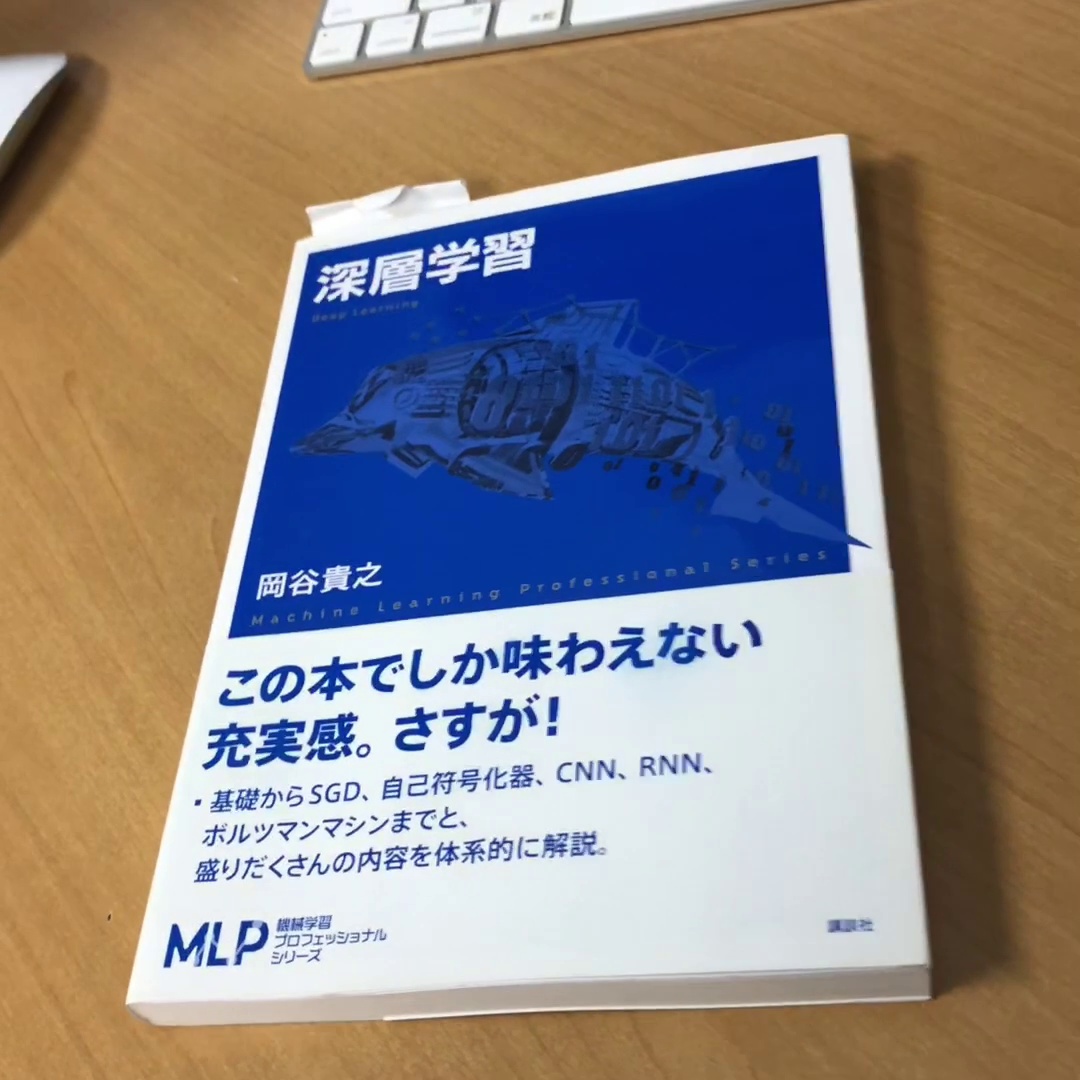 深層学習
Deep Learning
岡谷貴之
Machine Learning Professional Series
この本でしか味わえない
充実感。さすが!
▪ 基礎からSGD、自己符号化器、CNN、RNN、
ボルツマンマシンまでと、
盛りだくさんの内容を体系的に解説。
MLP
機械学習
プロフェッショナル
シリーズ
講談社